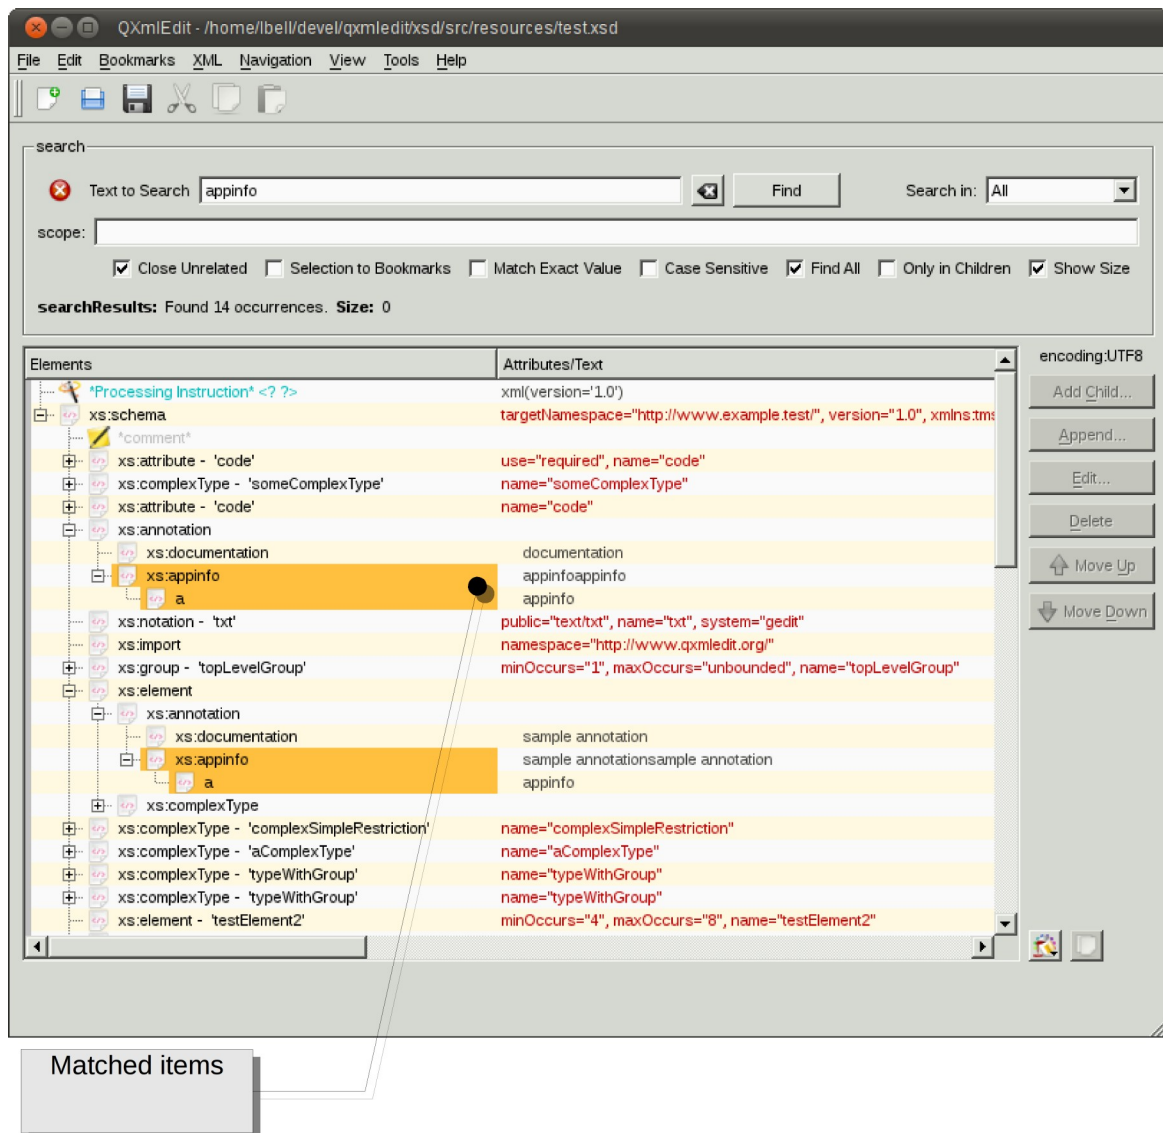 QXmlEdit - /home/lbell/devel/qxmledit/xsd/src/resources/test.xsd
File Edit Bookmarks XML Navigation View Tools Help
search
Text to Search appinfo Find Search in: All
scope:
Close Unrelated Selection to Bookmarks Match Exact Value Case Sensitive Find All Only in Children Show Size
searchResults: Found 14 occurrences. Size: 0
Elements Attributes/Text encoding:UTF8
*Processing Instruction* <? ?> xml(version='1.0')
Add Child...
xs:schema targetNamespace="http://www.example.test/", version="1.0", xmlns:tms
*comment*
Append...
xs:attribute - 'code' use="required", name="code"
xs:complexType - 'someComplexType' name="someComplexType"
Edit...
xs:attribute - 'code' name="code"
xs:annotation
Delete
xs:documentation documentation
xs:appinfo appinfoappinfo
Move Up
a appinfo
xs:notation - 'txt' public="text/txt", name="txt", system="gedit"
Move Down
xs:import namespace="http://www.qxmledit.org/"
xs:group - 'topLevelGroup' minOccurs="1", maxOccurs="unbounded", name="topLevelGroup"
xs:element
xs:annotation
xs:documentation sample annotation
xs:appinfo sample annotationsample annotation
a appinfo
xs:complexType
xs:complexType - 'complexSimpleRestriction' name="complexSimpleRestriction"
xs:complexType - 'aComplexType' name="aComplexType"
xs:complexType - 'typeWithGroup' name="typeWithGroup"
xs:complexType - 'typeWithGroup' name="typeWithGroup"
xs:element - 'testElement2' minOccurs="4", maxOccurs="8", name="testElement2"
Matched items